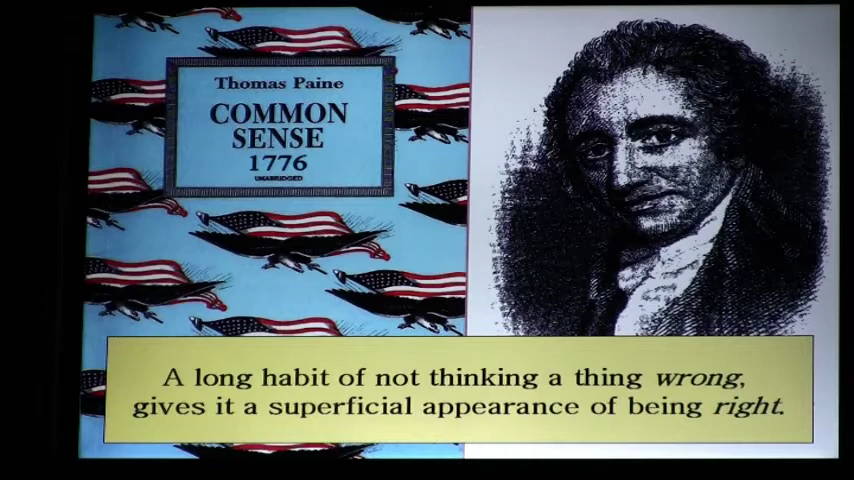 Thomas Paine
COMMON
SENSE
1776
UNABRIDGED
A long habit of not thinking a thing wrong,
gives it a superficial appearance of being right.